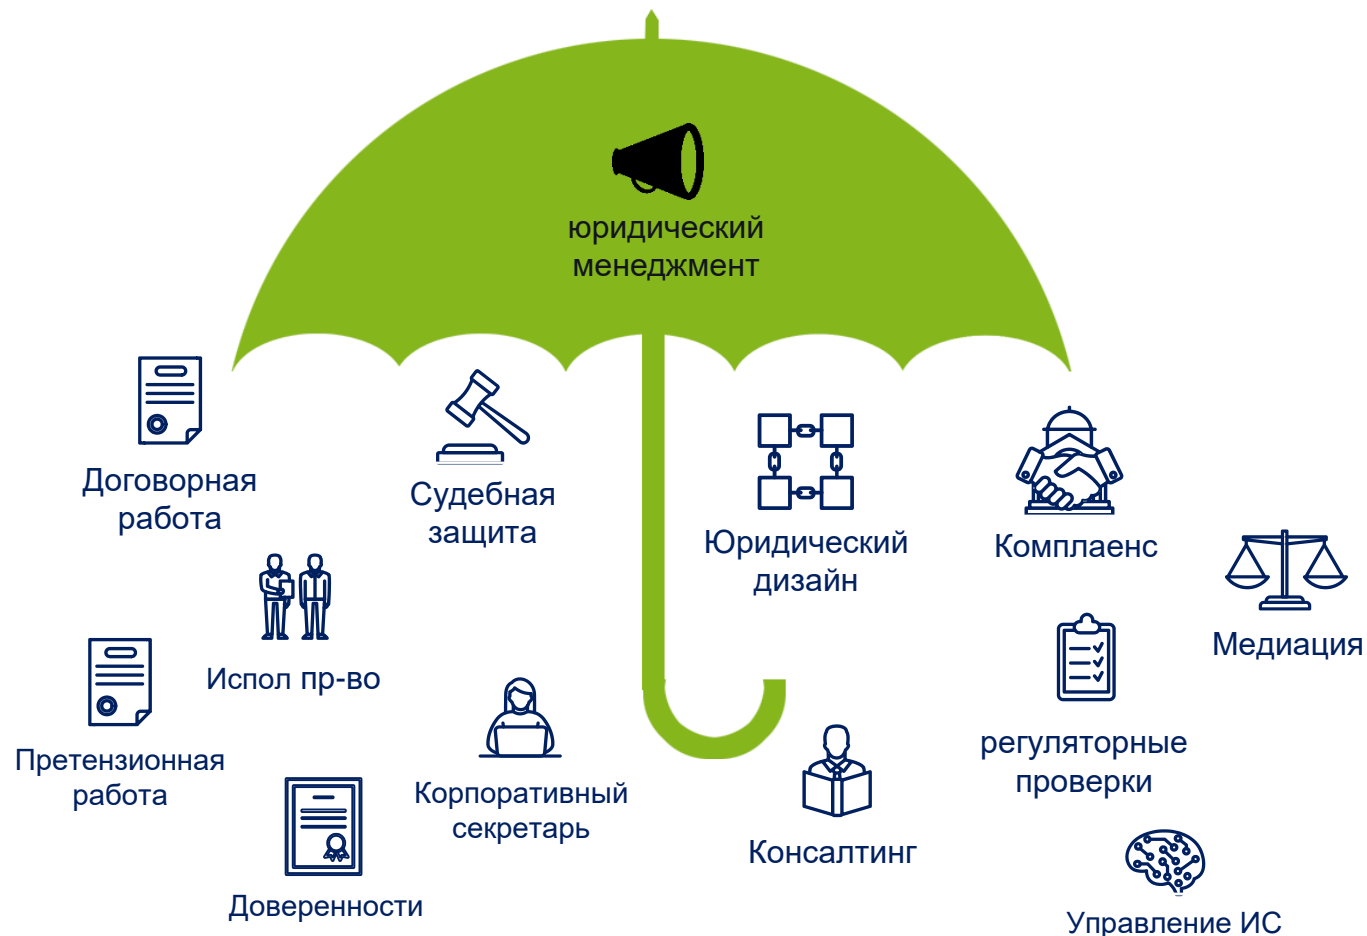 юридический
менеджмент
Договорная
работа
Судебная
защита
Юридический
дизайн
Комплаенс
Медиация
Испол пр-во
Претензионная
работа
Корпоративный
секретарь
регуляторные
проверки
Консалтинг
Доверенности
Управление ИС